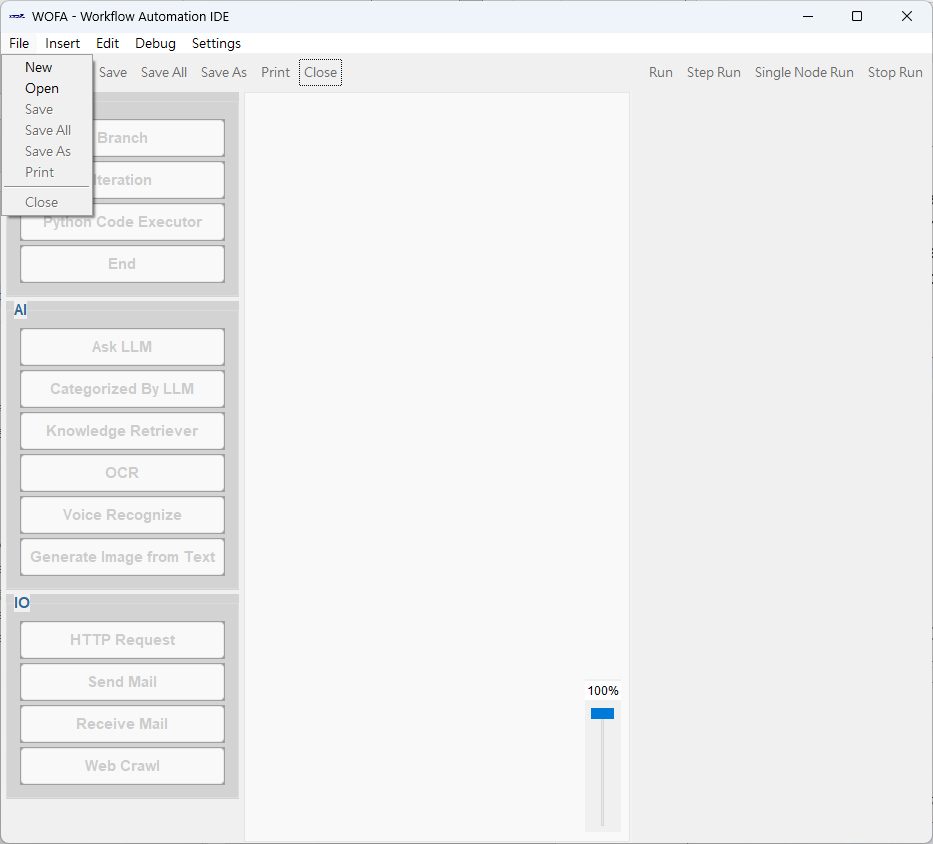 WOFA - Workflow Automation IDE
File Insert Edit Debug Settings
Save Save All Save As Print Close Run Step Run Single Node Run Stop Run
New
Open
Save
Save All
Save As
Print
Close
Branch
Iteration
Python Code Executor
End
AI
Ask LLM
Categorized By LLM
Knowledge Retriever
OCR
Voice Recognize
Generate Image from Text
IO
HTTP Request
Send Mail
Receive Mail
Web Crawl
100%